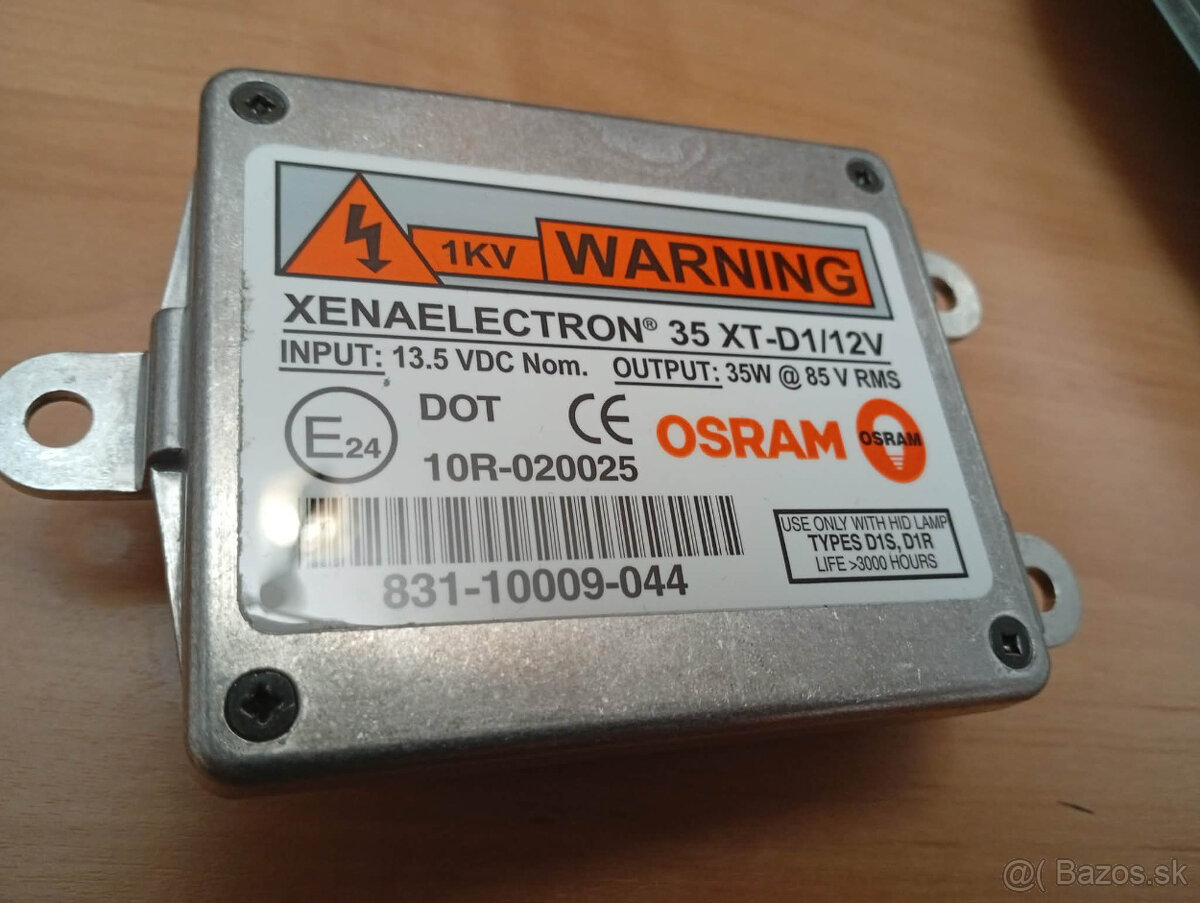 1KV WARNING
XENAELECTRON® 35 XT-D1/12V
INPUT: 13.5 VDC Nom. OUTPUT: 35W @ 85 V RMS
E24 DOT CE
10R-020025
OSRAM OSRAM
USE ONLY WITH HID LAMP
TYPES D1S, D1R
LIFE >3000 HOURS
831-10009-044
@( Bazos.sk